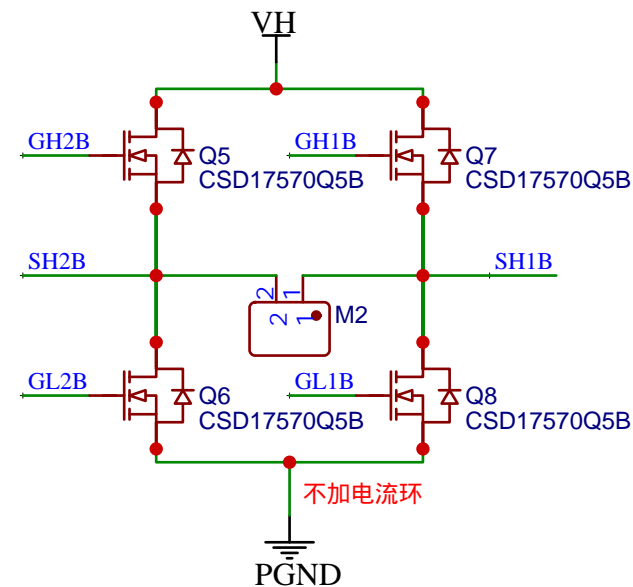 VH
GH2B
GH1B
Q5
CSD17570Q5B
Q7
CSD17570Q5B
SH2B
SH1B
2 1
2 1
M2
GL2B
GL1B
Q6
CSD17570Q5B
Q8
CSD17570Q5B
不加电流环
PGND